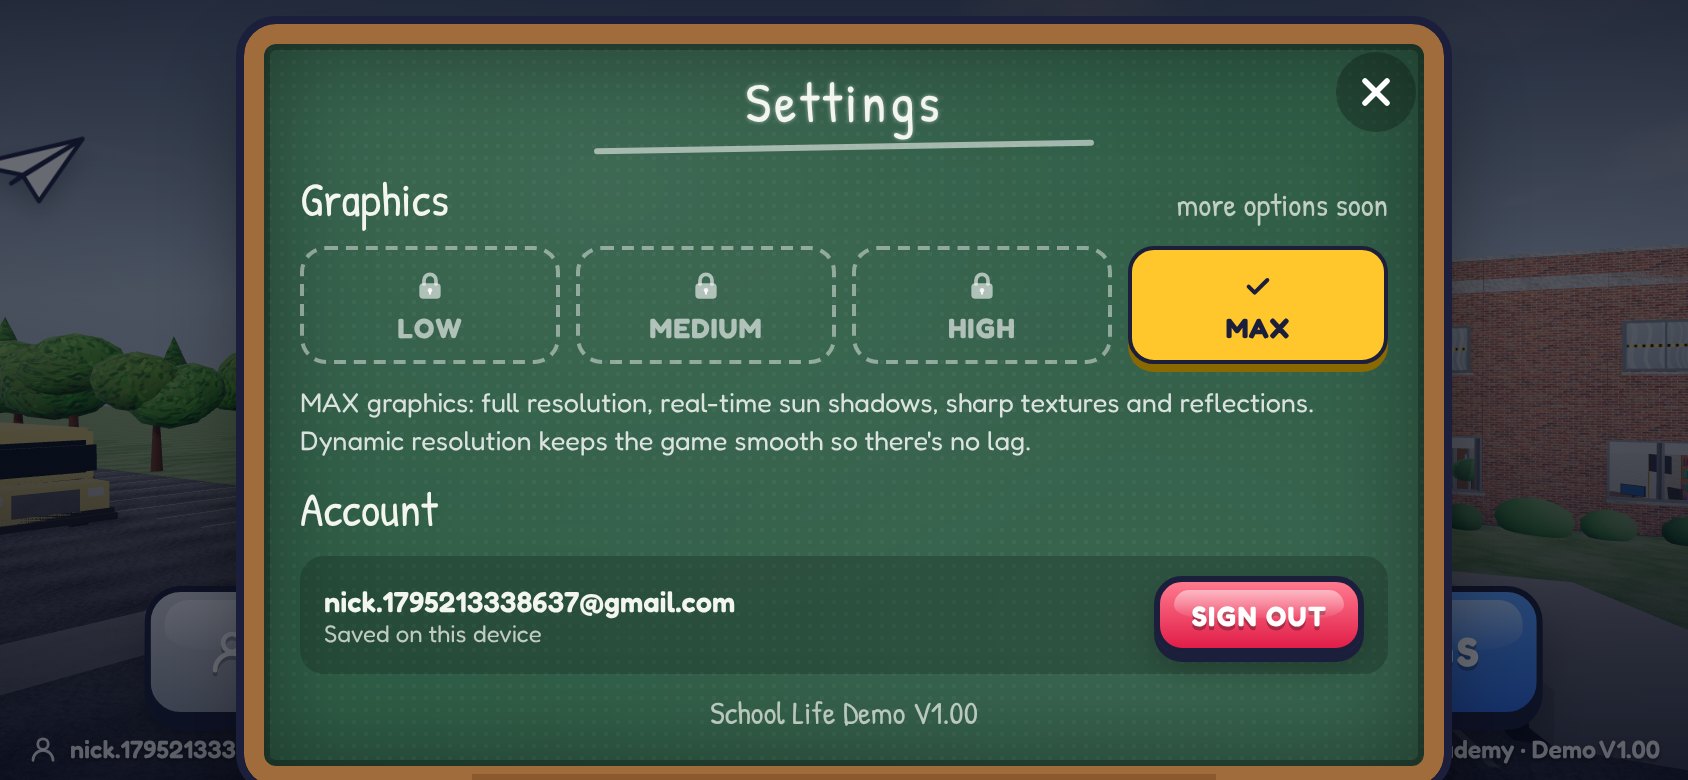 Settings
Graphics
more options soon
LOW
MEDIUM
HIGH
MAX
MAX graphics: full resolution, real-time sun shadows, sharp textures and reflections.
Dynamic resolution keeps the game smooth so there's no lag.
Account
nick.1795213338637@gmail.com
Saved on this device
SIGN OUT
School Life Demo V1.00
S
nick.179521333
demy · Demo V1.00